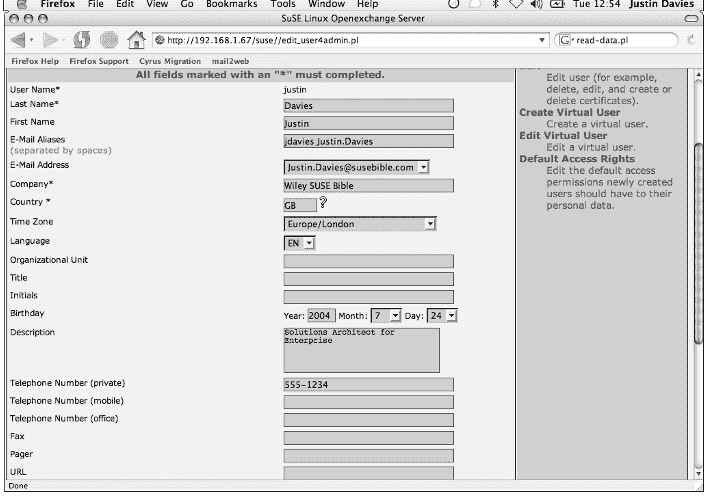 Firefox File Edit View Go Bookmarks Tools Window Help Tue 12:54 Justin Davies
SuSE Linux Openexchange Server
http://192.168.1.67/suse//edit_user4admin.pl
G read-data.pl
Firefox Help Firefox Support Cyrus Migration mail2web
All fields marked with an "*" must completed.
User Name* justin
Last Name* Davies
First Name Justin
E-Mail Aliases jdavies Justin.Davies
(separated by spaces)
E-Mail Address Justin.Davies@susebible.com
Company* Wiley SUSE Bible
Country * GB ?
Time Zone Europe/London
Language EN
Organizational Unit
Title
Initials
Birthday Year: 2004 Month: 7 Day: 24
Description Solutions Architect for
Enterprise
Telephone Number (private) 555-1234
Telephone Number (mobile)
Telephone Number (office)
Fax
Pager
URL
Edit user (for example,
delete, edit, and create or
delete certificates).
Create Virtual User
Create a virtual user.
Edit Virtual User
Edit a virtual user.
Default Access Rights
Edit the default access
permissions newly created
users should have to their
personal data.
Done